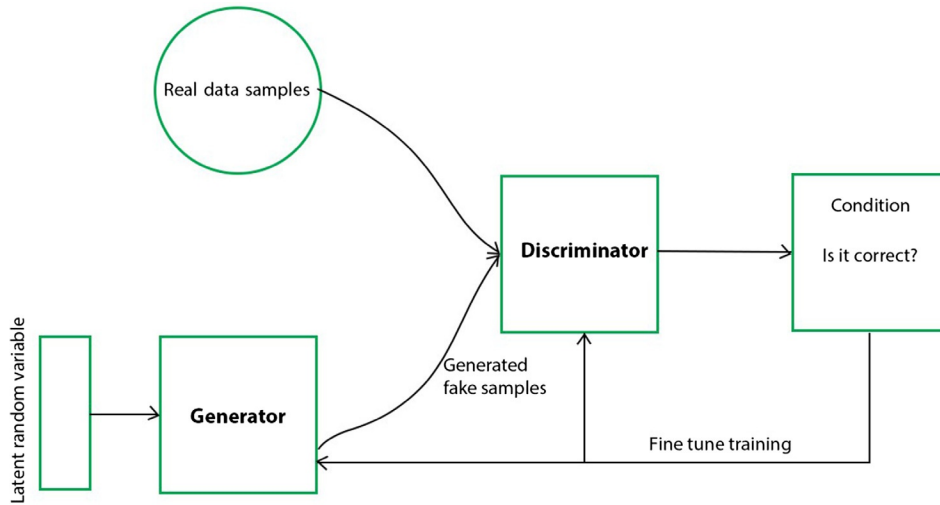 Real data samples
Discriminator
Condition
Is it correct?
Latent random variable
Generator
Generated
fake samples
Fine tune training